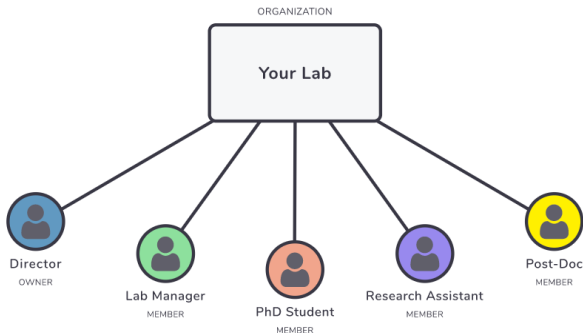 ORGANIZATION
Your Lab
Director
OWNER
Lab Manager
MEMBER
PhD Student
MEMBER
Research Assistant
MEMBER
Post-Doc
MEMBER